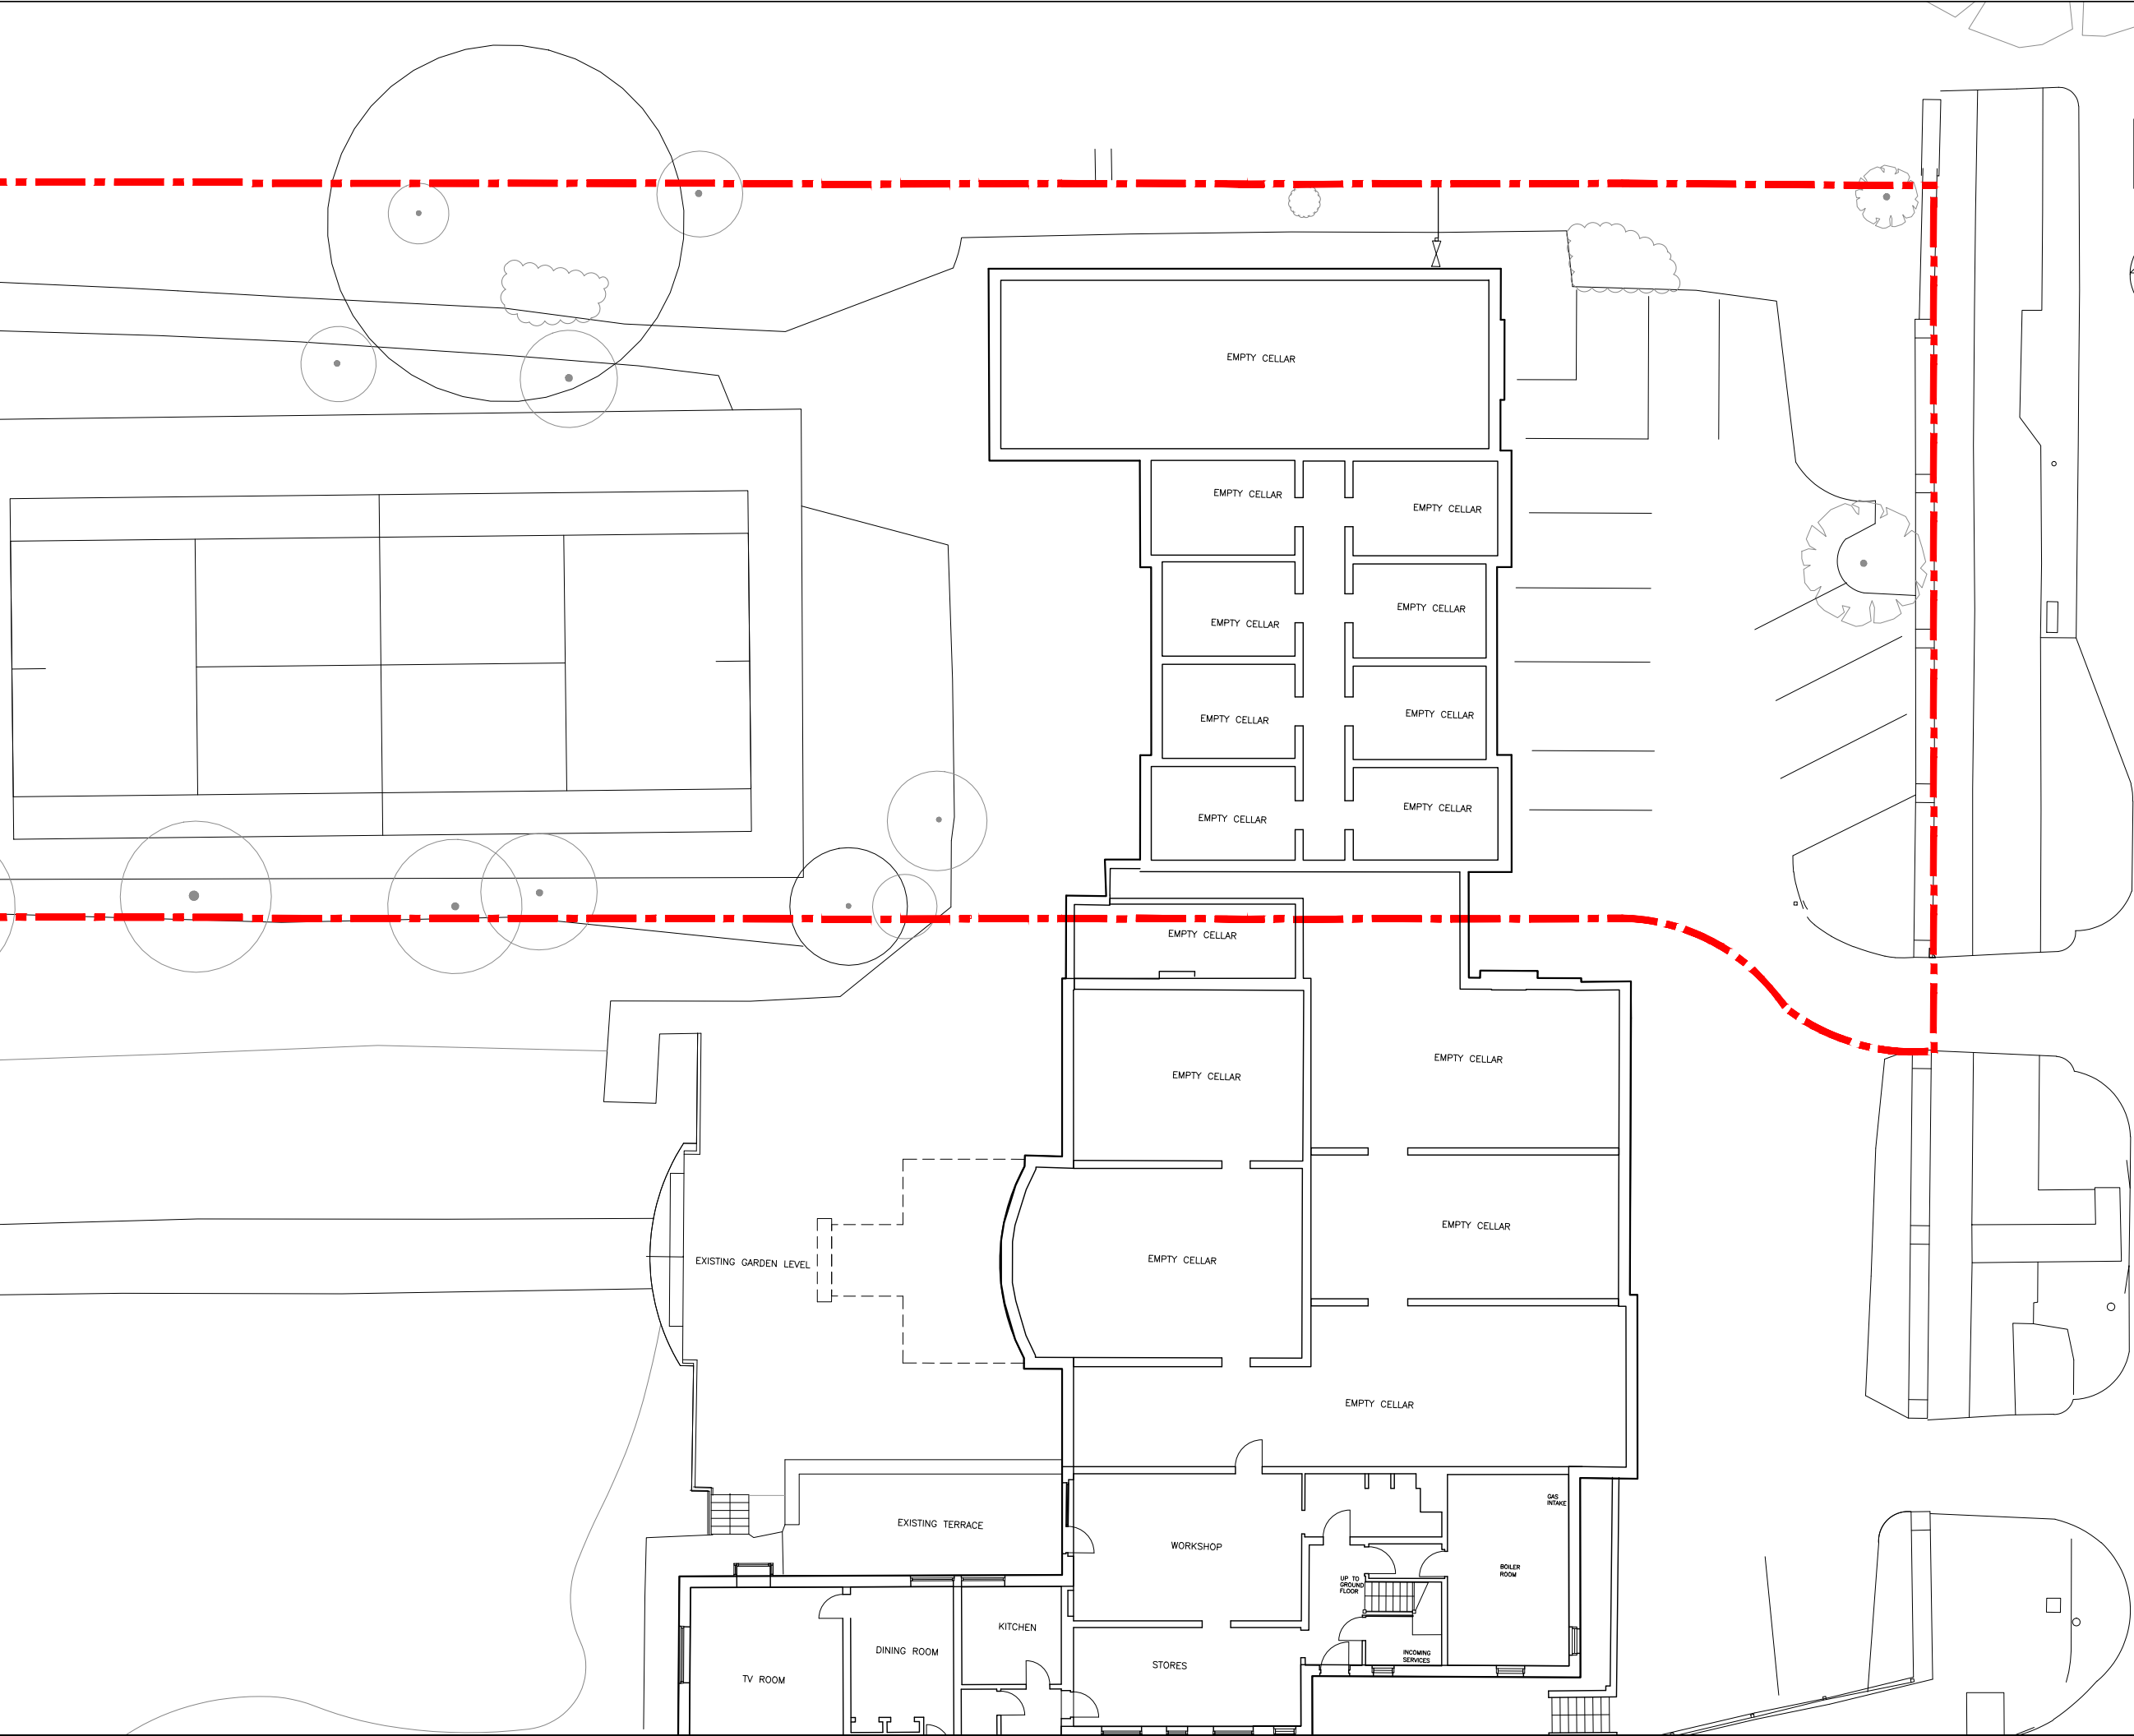 EMPTY CELLAR
EMPTY CELLAR
EMPTY CELLAR
EMPTY CELLAR
EMPTY CELLAR
EMPTY CELLAR
EMPTY CELLAR
EMPTY CELLAR
EMPTY CELLAR
EMPTY CELLAR
EMPTY CELLAR
EMPTY CELLAR
EMPTY CELLAR
EMPTY CELLAR
EXISTING GARDEN LEVEL
EMPTY CELLAR
GAS
INTAKE
EXISTING TERRACE
WORKSHOP
BOILER
ROOM
UP TO
GROUND
FLOOR
KITCHEN
DINING ROOM
INCOMING
SERVICES
STORES
TV ROOM